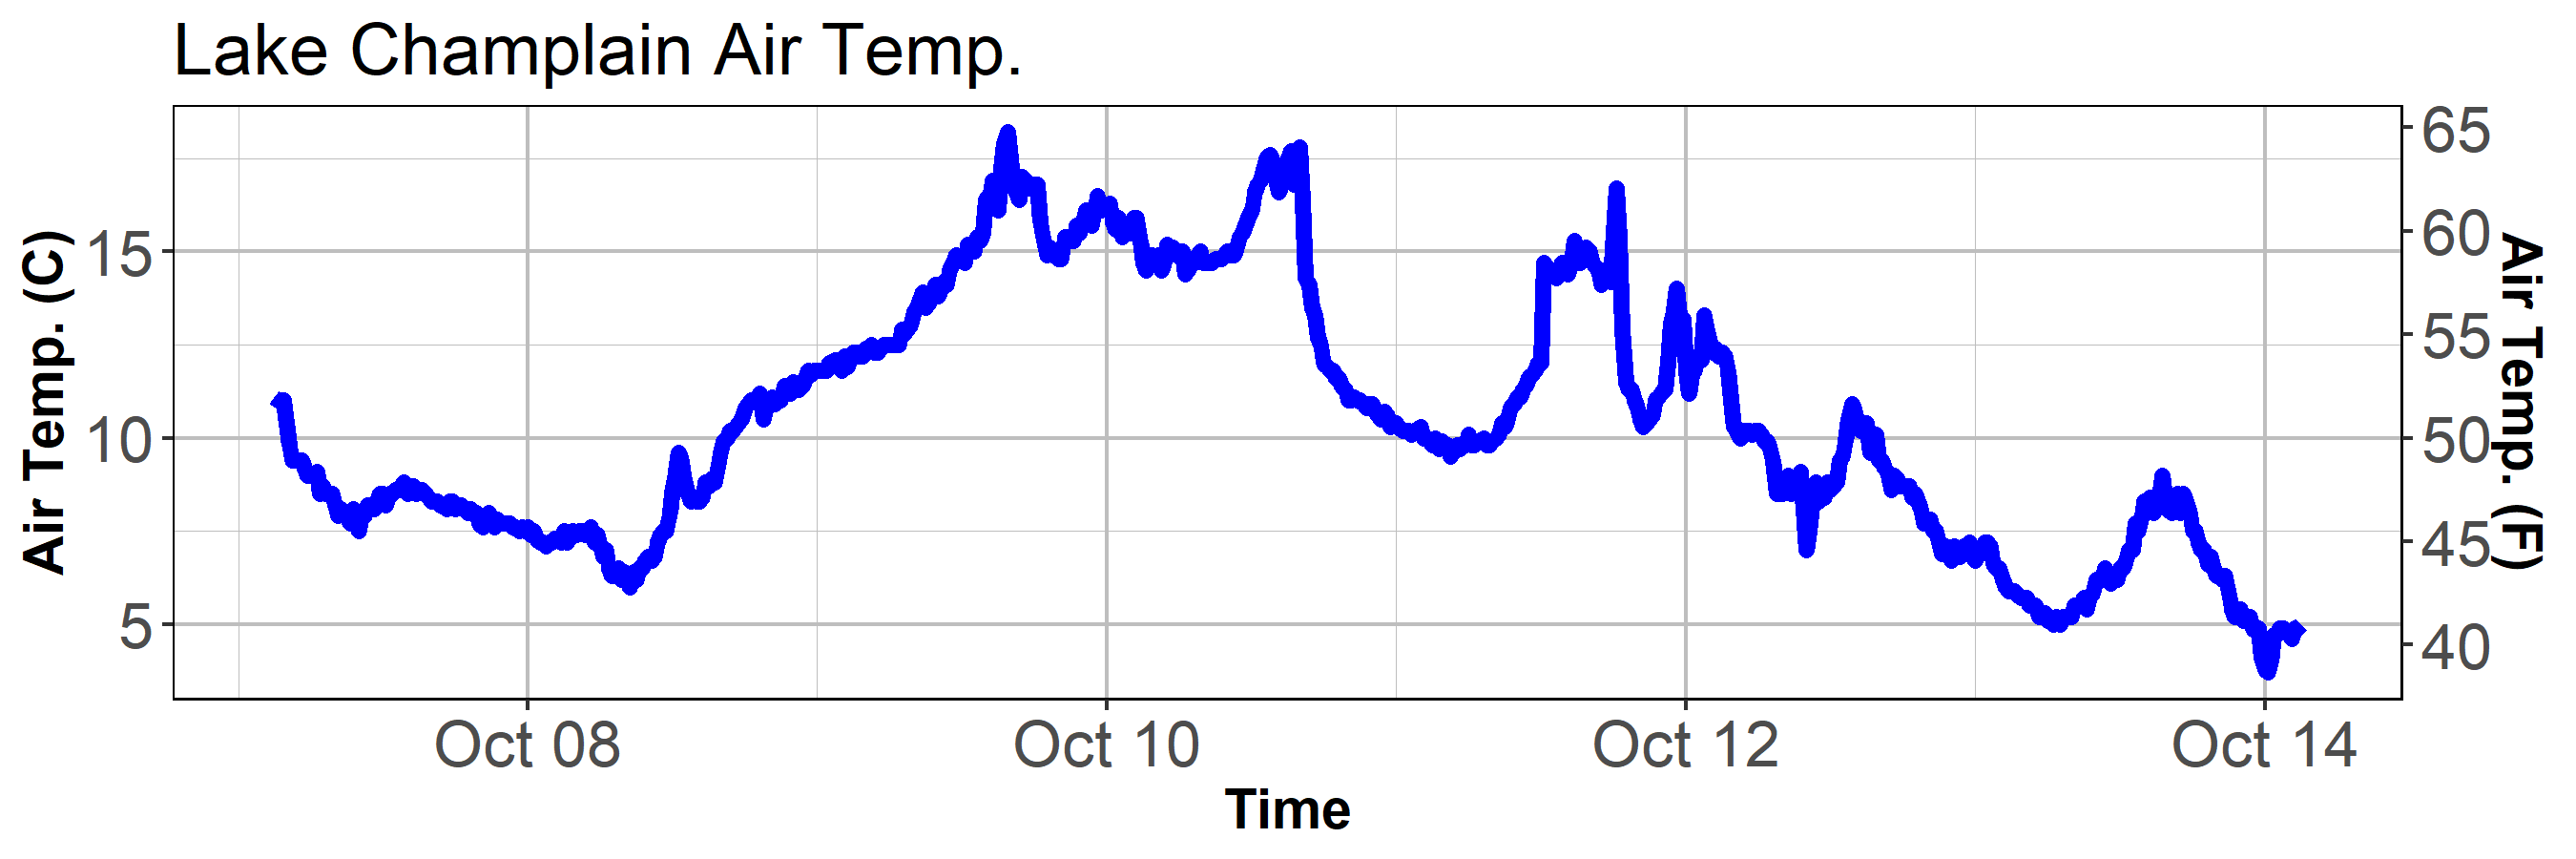 Lake Champlain Air Temp.
Air Temp. (C)
15
10
5
65
60
55
50
45
40
Air Temp. (F)
Oct 08
Oct 10
Oct 12
Oct 14
Time